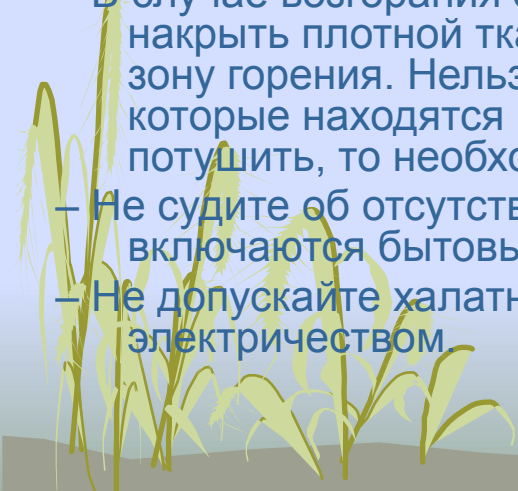 В случае возгорания
накрыть плотной тка
зону горения. Нельз
которые находятся
потушить, то необхо
– Не судите об отсутств
включаются бытовы
– Не допускайте халатн
электричеством.